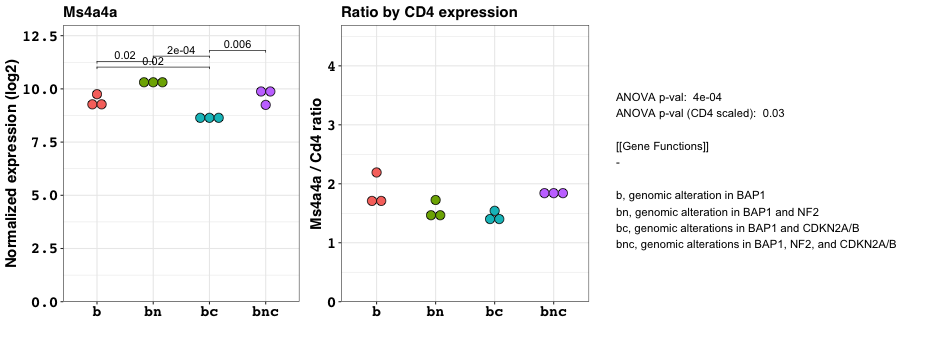 Ms4a4a
Normalized expression (log2)
12.5
10.0
7.5
5.0
2.5
0.0
0.02
0.02
2e-04
0.006
b
bn
bc
bnc
Ratio by CD4 expression
Ms4a4a / Cd4 ratio
4
3
2
1
0
b
bn
bc
bnc
ANOVA p-val: 4e-04
ANOVA p-val (CD4 scaled): 0.03
[[Gene Functions]]
-
b, genomic alteration in BAP1
bn, genomic alteration in BAP1 and NF2
bc, genomic alterations in BAP1 and CDKN2A/B
bnc, genomic alterations in BAP1, NF2, and CDKN2A/B